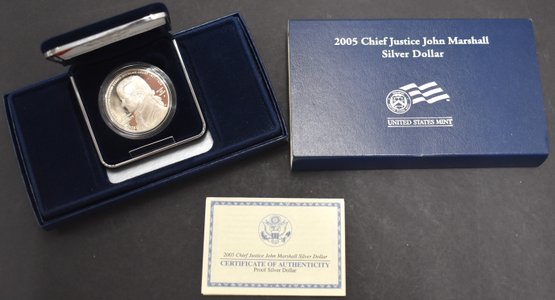 2005 Chief Justice John Marshall
Silver Dollar
UNITED STATES MINT
2005 Chief Justice John Marshall Silver Dollar
CERTIFICATE OF AUTHENTICITY
Proof Silver Dollar